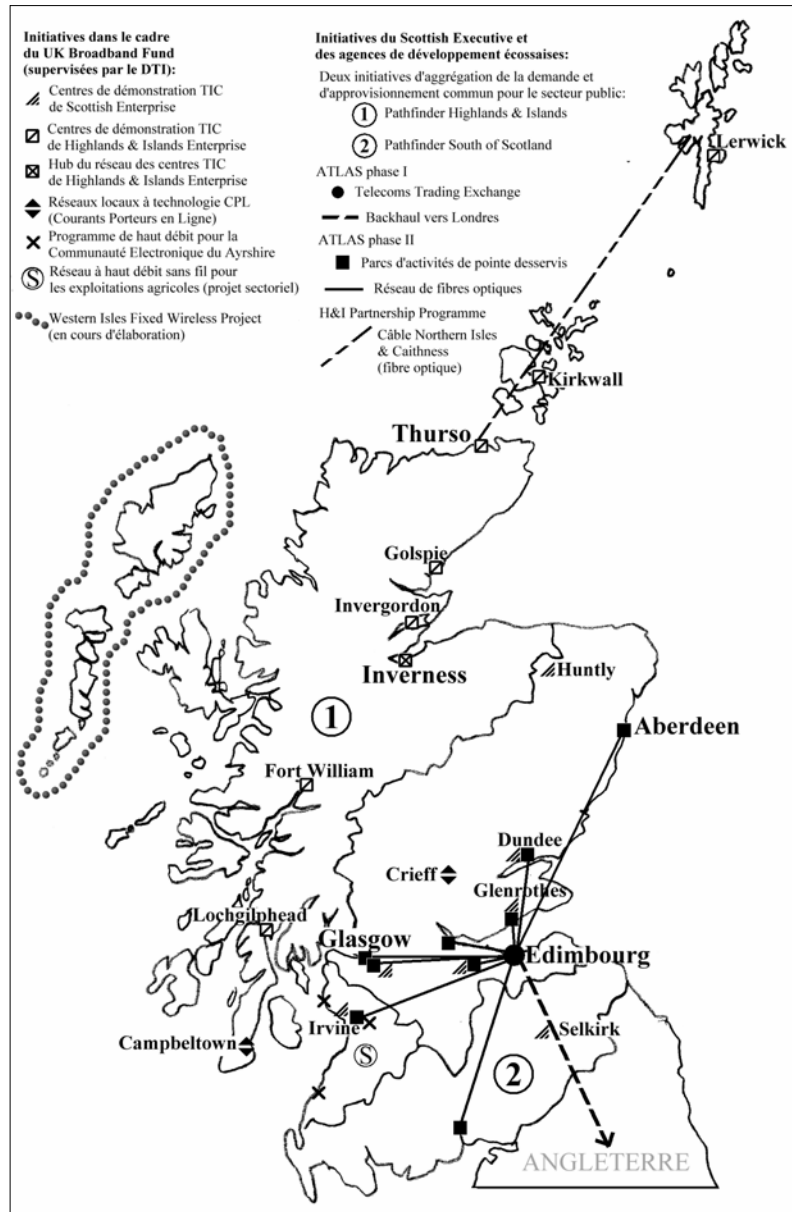 Initiatives dans le cadre
du UK Broadband Fund
(supervisées par le DTI):
Centres de démonstration TIC
de Scottish Enterprise
Centres de démonstration TIC
de Highlands & Islands Enterprise
Hub du réseau des centres TIC
de Highlands & Islands Enterprise
Réseaux locaux à technologie CPL
(Courants Porteurs en Ligne)
Programme de haut débit pour la
Communauté Electronique du Ayrshire
S
Réseau à haut débit sans fil pour
les exploitations agricoles (projet sectoriel)
Western Isles Fixed Wireless Project
(en cours d'élaboration)
Initiatives du Scottish Executive et
des agences de développement écossaises:
Deux initiatives d'aggrégation de la demande et
d'approvisionnement commun pour le secteur public:
1 Pathfinder Highlands & Islands
2 Pathfinder South of Scotland
ATLAS phase I
Telecoms Trading Exchange
Backhaul vers Londres
ATLAS phase II
Parcs d'activités de pointe desservis
Réseau de fibres optiques
H&I Partnership Programme
Câble Northern Isles
& Caithness
(fibre optique)
Lerwick
Kirkwall
Thurso
Golspie
Invergordon
Inverness
Huntly
1
Aberdeen
Fort William
Dundee
Crieff
Glenrothes
Lochgilphead
Glasgow
Edimbourg
Irvine
Selkirk
Campbeltown
S
2
ANGLETERRE